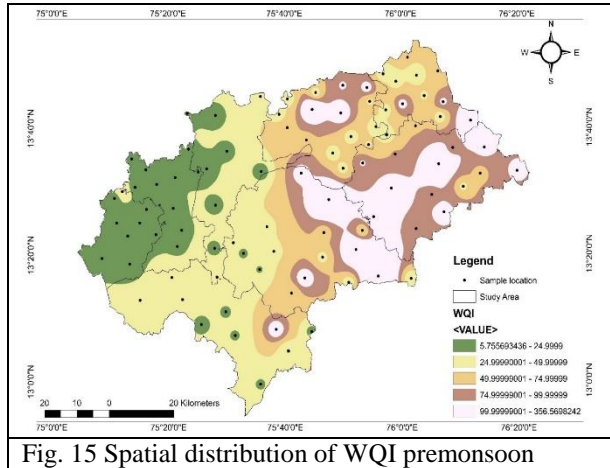 75°0'0"E 75°20'0"E 75°40'0"E 76°0'0"E 76°20'0"E
N
W E
S
13°40'0"N 13°40'0"N
13°20'0"N 13°20'0"N
13°0'0"N 13°0'0"N
Legend
Sample location
Study Area
WQI
<VALUE>
5.755693436 - 24.9999
24.99990001 - 49.99999
49.99999001 - 74.99999
74.99999001 - 99.99999
99.99999001 - 356.5698242
20 10 0 20 Kilometers
75°0'0"E 75°20'0"E 75°40'0"E 76°0'0"E 76°20'0"E
Fig. 15 Spatial distribution of WQI premonsoon